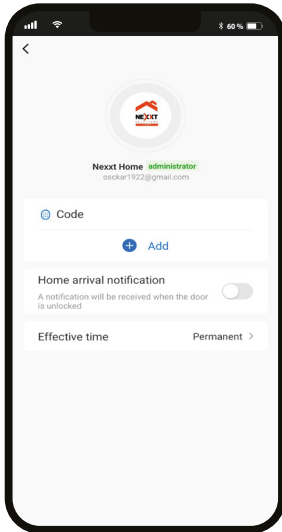 60 %
NEXXT
Nexxt Home administrator
osckar1922@gmail.com
Code
Add
Home arrival notification
A notification will be received when the door
is unlocked
Effective time Permanent